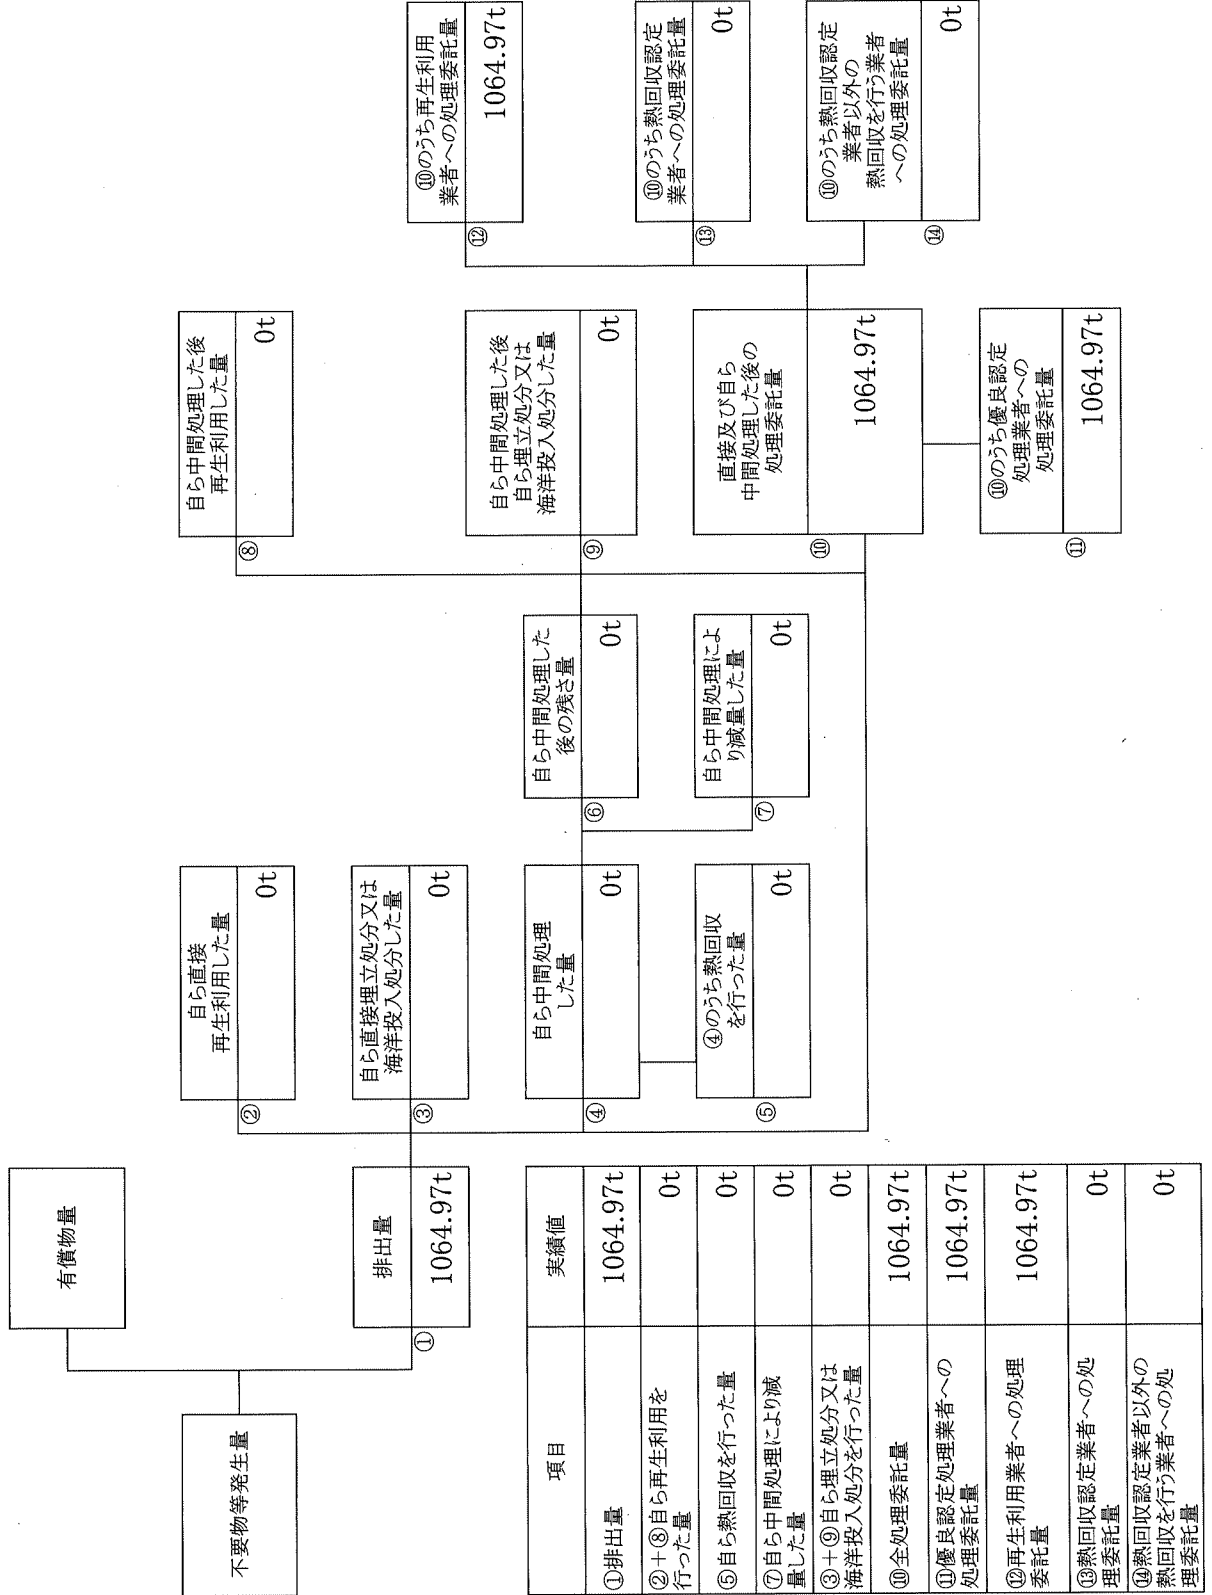 不要物等発生量
有償物量
排出量
①
1064.97t
自ら直接
再生利用した量
②
0t
自ら直接埋立処分又は
海洋投入処分した量
③
0t
自ら中間処理
した量
④
0t
④のうち熱回収
を行った量
⑤
0t
自ら中間処理した
後の残さ量
⑥
0t
自ら中間処理によ
り減量した量
⑦
0t
自ら中間処理した後
再生利用した量
⑧
0t
自ら中間処理した後
自ら埋立処分又は
海洋投入処分した量
⑨
0t
直接及び自ら
中間処理した後の
処理委託量
⑩
1064.97t
⑩のうち優良認定
処理業者への
処理委託量
⑪
1064.97t
⑩のうち再生利用
業者への処理委託量
⑫
1064.97t
⑩のうち熱回収認定
業者への処理委託量
⑬
0t
⑩のうち熱回収認定
業者以外の
熱回収を行う業者
への処理委託量
⑭
0t
項目 実績値
①排出量 1064.97t
②+⑧自ら再生利用を
行った量 0t
⑤自ら熱回収を行った量 0t
⑦自ら中間処理により減
量した量 0t
③+⑨自ら埋立処分又は
海洋投入処分を行った量 0t
⑩全処理委託量 1064.97t
⑪優良認定処理業者への
処理委託量 1064.97t
⑫再生利用業者への処理
委託量 1064.97t
⑬熱回収認定業者への処
理委託量 0t
⑭熱回収認定業者以外の
熱回収を行う業者への処
理委託量 0t